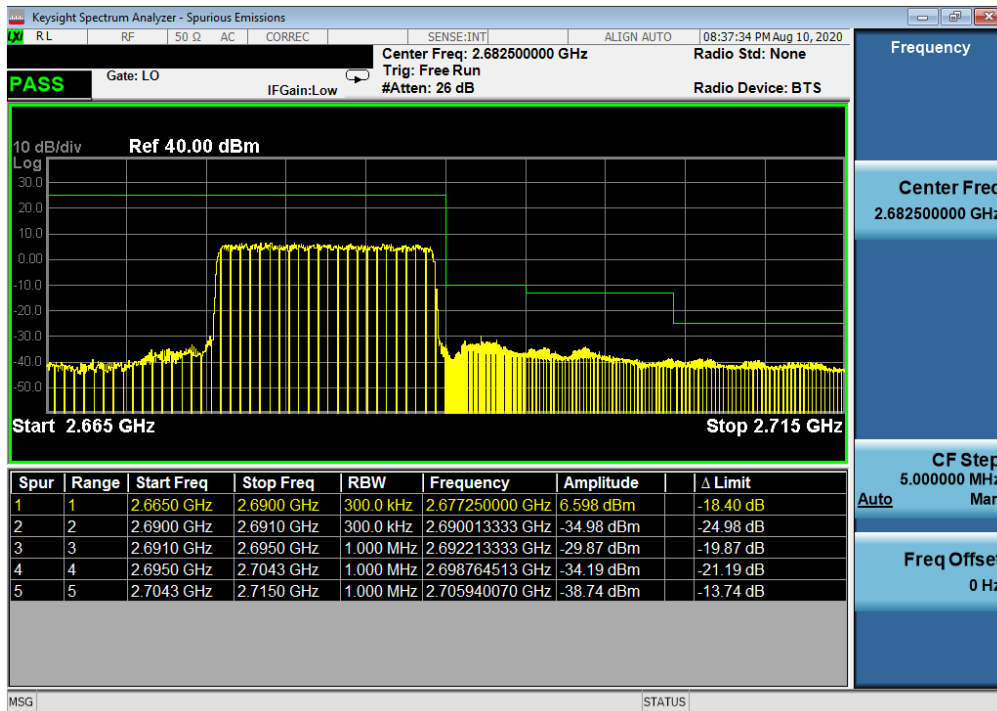 Keysight Spectrum Analyzer - Spurious Emissions
LXI RL RF 50 Ω AC CORREC SENSE:INT ALIGN AUTO 08:37:34 PM Aug 10, 2020
Center Freq: 2.682500000 GHz Radio Std: None
Gate: LO Trig: Free Run
PASS IFGain:Low #Atten: 26 dB Radio Device: BTS
10 dB/div Ref 40.00 dBm
Log
30.0
20.0
10.0
0.00
-10.0
-20.0
-30.0
-40.0
-50.0
Start 2.665 GHz Stop 2.715 GHz
Spur Range Start Freq Stop Freq RBW Frequency Amplitude Δ Limit
1 1 2.6650 GHz 2.6900 GHz 300.0 kHz 2.677250000 GHz 6.598 dBm -18.40 dB
2 2 2.6900 GHz 2.6910 GHz 300.0 kHz 2.690013333 GHz -34.98 dBm -24.98 dB
3 3 2.6910 GHz 2.6950 GHz 1.000 MHz 2.692213333 GHz -29.87 dBm -19.87 dB
4 4 2.6950 GHz 2.7043 GHz 1.000 MHz 2.698764513 GHz -34.19 dBm -21.19 dB
5 5 2.7043 GHz 2.7150 GHz 1.000 MHz 2.705940070 GHz -38.74 dBm -13.74 dB
MSG STATUS
Frequency
Center Freq
2.682500000 GHz
CF Step
5.000000 MHz
Auto Man
Freq Offset
0 Hz